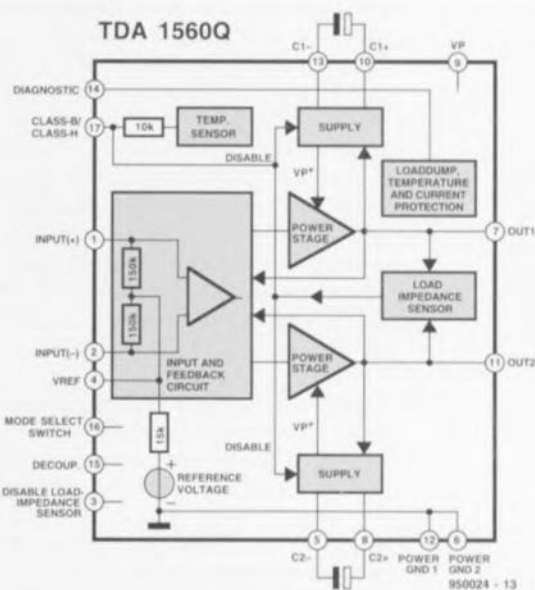 TDA 1560Q
C1–
C1+
VP
13
10
9
DIAGNOSTIC
14
CLASS-B/
CLASS-H
17
10k
TEMP.
SENSOR
SUPPLY
DISABLE
VP*
LOADDUMP,
TEMPERATURE
AND CURRENT
PROTECTION
POWER
STAGE
INPUT(+)
1
150k
7
OUT1
LOAD
IMPEDANCE
SENSOR
150k
INPUT(–)
2
POWER
STAGE
11
OUT2
VREF
4
INPUT AND
FEEDBACK
CIRCUIT
MODE SELECT
SWITCH
16
15k
VP*
DISABLE
DECOUP.
15
+
REFERENCE
VOLTAGE
–
SUPPLY
DISABLE LOAD-
IMPEDANCE
SENSOR
3
5
8
12
6
C2–
C2+
POWER
GND 1
POWER
GND 2
950024 - 13